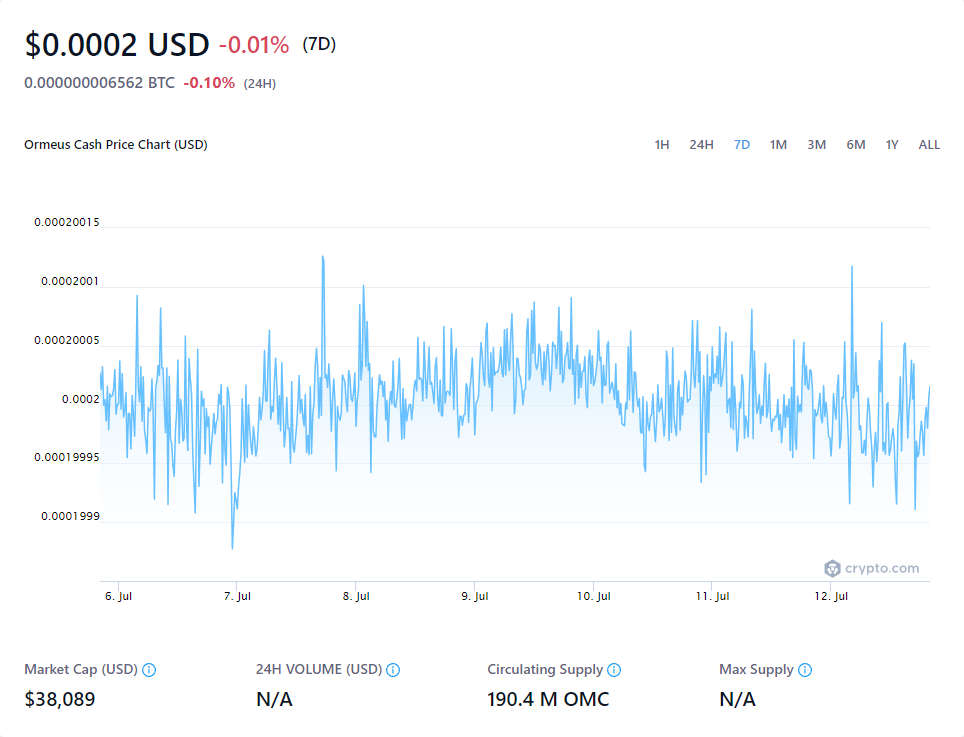 $0.0002 USD -0.01% (7D)
0.000000006562 BTC -0.10% (24H)
Ormeus Cash Price Chart (USD) 1H 24H 7D 1M 3M 6M 1Y ALL
0.00020015
0.0002001
0.00020005
0.0002
0.00019995
0.0001999
crypto.com
6. Jul 7. Jul 8. Jul 9. Jul 10. Jul 11. Jul 12. Jul
Market Cap (USD) 24H VOLUME (USD) Circulating Supply Max Supply
$38,089 N/A 190.4 M OMC N/A